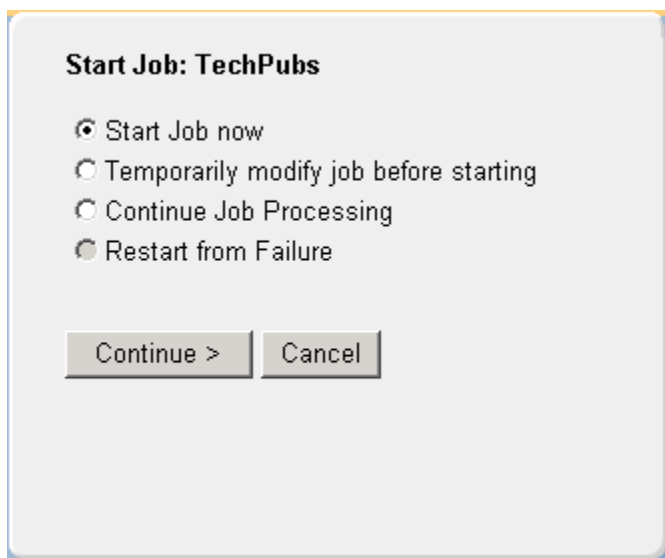 Start Job: TechPubs
Start Job now
Temporarily modify job before starting
Continue Job Processing
Restart from Failure
Continue > Cancel